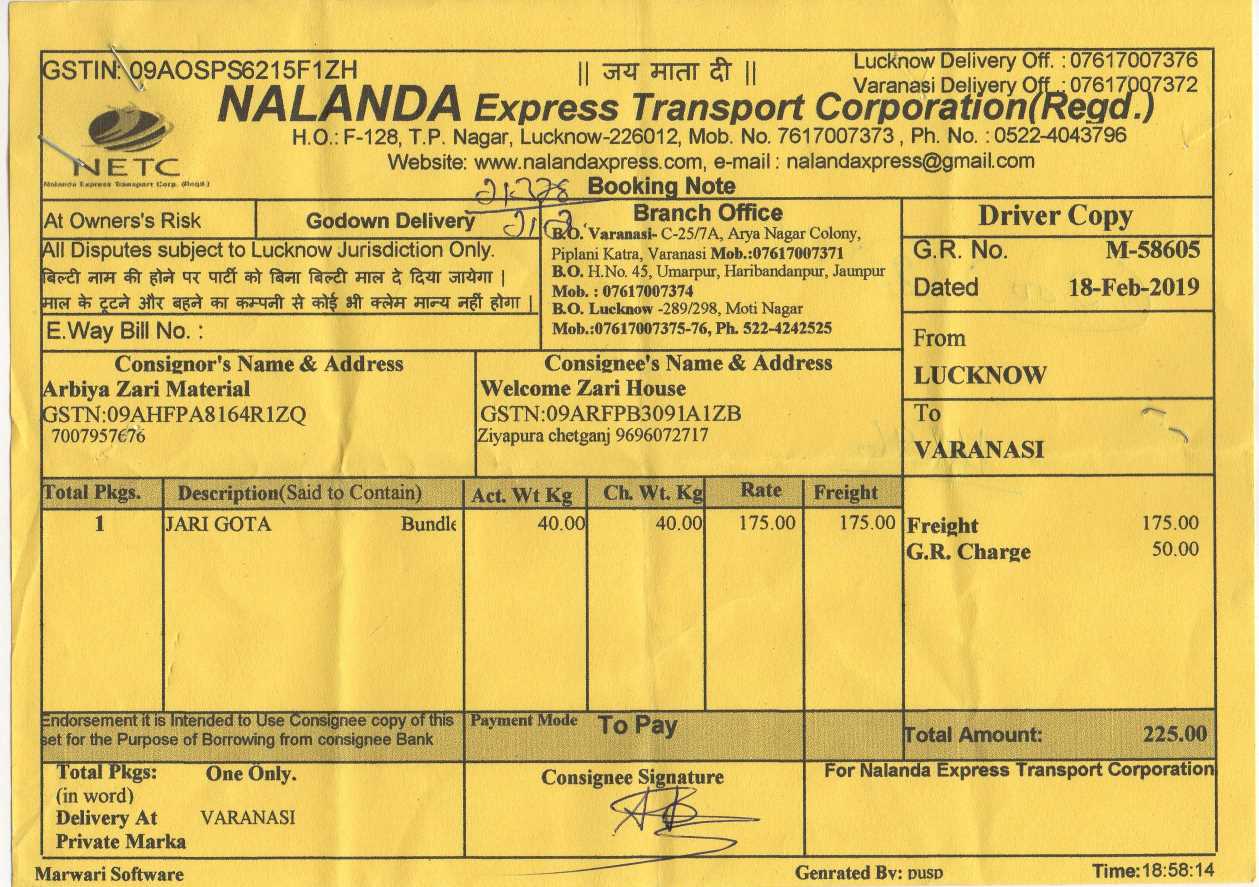 GSTIN: 09AOSPS6215F1ZH
|| जय माता दी ||
Lucknow Delivery Off. : 07617007376
Varanasi Delivery Off. : 07617007372
NALANDA Express Transport Corporation(Regd.)
H.O.: F-128, T.P. Nagar, Lucknow-226012, Mob. No. 7617007373 , Ph. No. : 0522-4043796
Website: www.nalandaxpress.com, e-mail : nalandaxpress@gmail.com
NETC
Nalanda Express Transport Corp. (Regd.)
Booking Note
At Owners's Risk
Godown Delivery
All Disputes subject to Lucknow Jurisdiction Only.
बिल्टी नाम की होने पर पार्टी को बिना बिल्टी माल दे दिया जायेगा |
माल के टूटने और बहने का कम्पनी से कोई भी क्लेम मान्य नहीं होगा |
E.Way Bill No. :
Branch Office
B.O. Varanasi- C-25/7A, Arya Nagar Colony,
Piplani Katra, Varanasi Mob.:07617007371
B.O. H.No. 45, Umarpur, Haribandanpur, Jaunpur
Mob. : 07617007374
B.O. Lucknow -289/298, Moti Nagar
Mob.:07617007375-76, Ph. 522-4242525
Driver Copy
G.R. No. M-58605
Dated 18-Feb-2019
From
LUCKNOW
To
VARANASI
Consignor's Name & Address
Arbiya Zari Material
GSTN:09AHFPA8164R1ZQ
7007957676
Consignee's Name & Address
Welcome Zari House
GSTN:09ARFPB3091A1ZB
Ziyapura chetganj 9696072717
Total Pkgs. Description(Said to Contain) Act. Wt Kg Ch. Wt. Kg Rate Freight
1 JARI GOTA Bundle 40.00 40.00 175.00 175.00
Freight 175.00
G.R. Charge 50.00
Endorsement it is Intended to Use Consignee copy of this
set for the Purpose of Borrowing from consignee Bank
Payment Mode To Pay
Total Amount: 225.00
Total Pkgs: One Only.
(in word)
Delivery At VARANASI
Private Marka
Consignee Signature
For Nalanda Express Transport Corporation
Marwari Software
Genrated By: pusp
Time:18:58:14